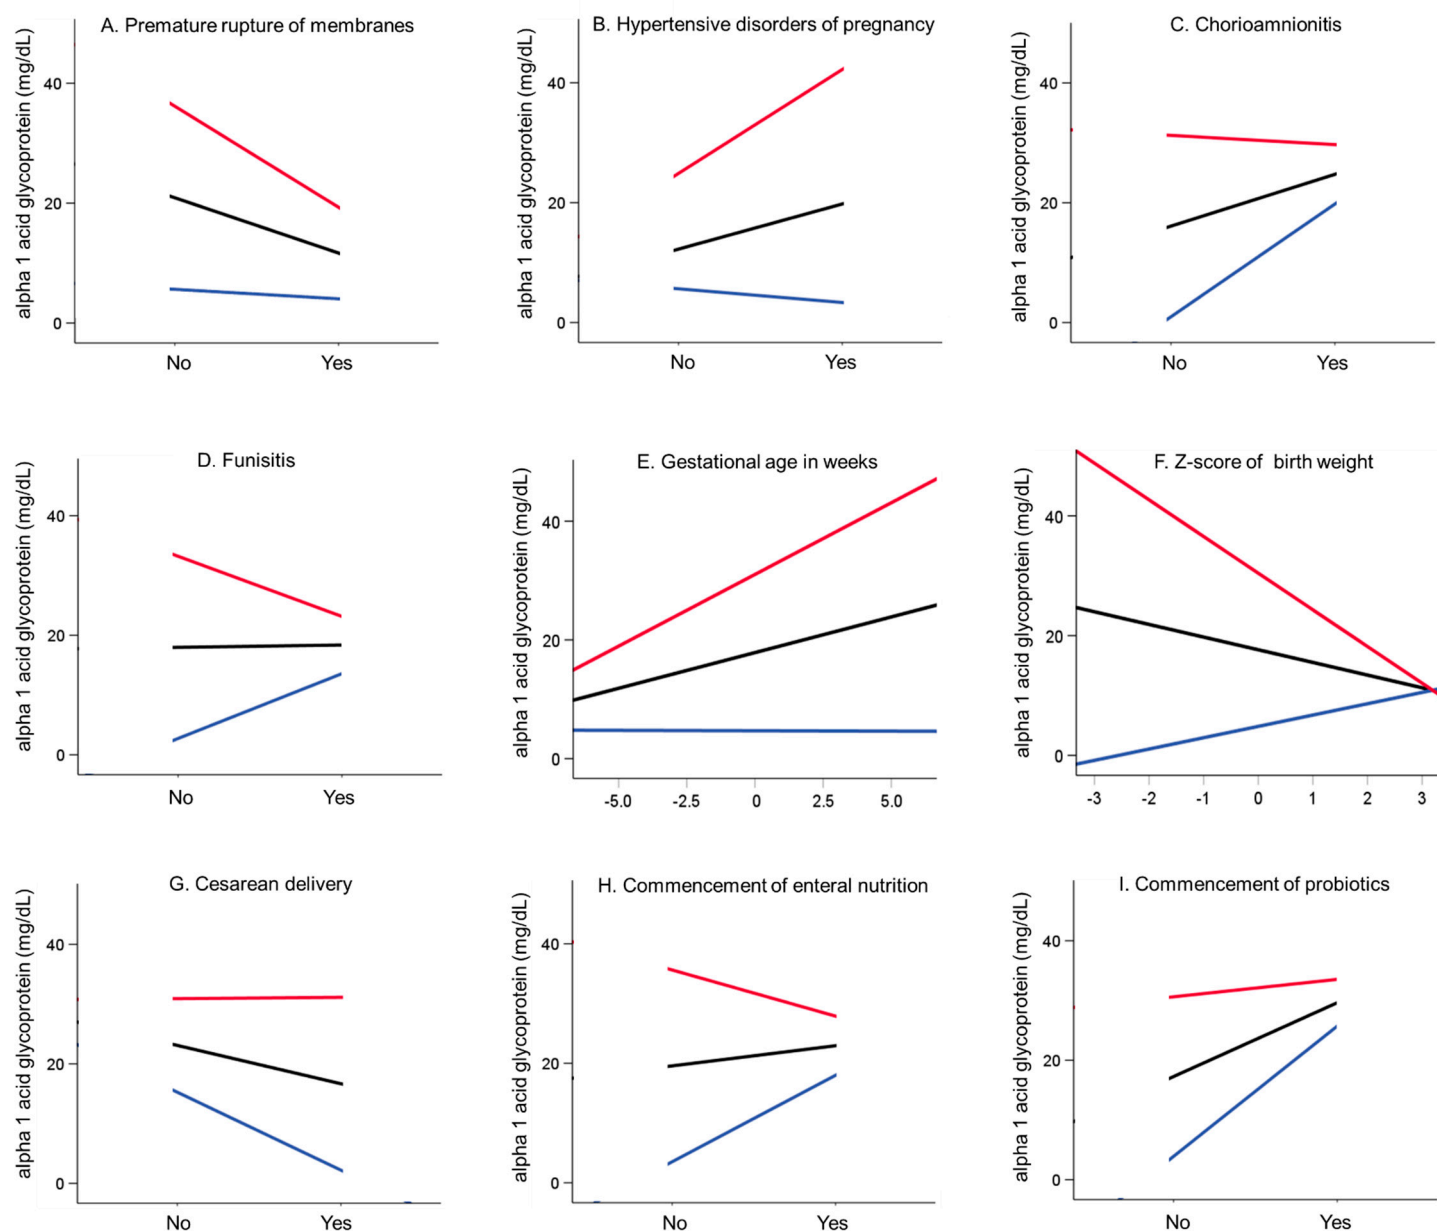 A. Premature rupture of membranes
alpha 1 acid glycoprotein (mg/dL)
40
20
0
No Yes
B. Hypertensive disorders of pregnancy
alpha 1 acid glycoprotein (mg/dL)
40
20
0
No Yes
C. Chorioamnionitis
alpha 1 acid glycoprotein (mg/dL)
40
20
0
No Yes
D. Funisitis
alpha 1 acid glycoprotein (mg/dL)
40
20
0
No Yes
E. Gestational age in weeks
alpha 1 acid glycoprotein (mg/dL)
40
20
0
-5.0 -2.5 0 2.5 5.0
F. Z-score of birth weight
alpha 1 acid glycoprotein (mg/dL)
40
20
0
-3 -2 -1 0 1 2 3
G. Cesarean delivery
alpha 1 acid glycoprotein (mg/dL)
40
20
0
No Yes
H. Commencement of enteral nutrition
alpha 1 acid glycoprotein (mg/dL)
40
20
0
No Yes
I. Commencement of probiotics
alpha 1 acid glycoprotein (mg/dL)
40
20
0
No Yes